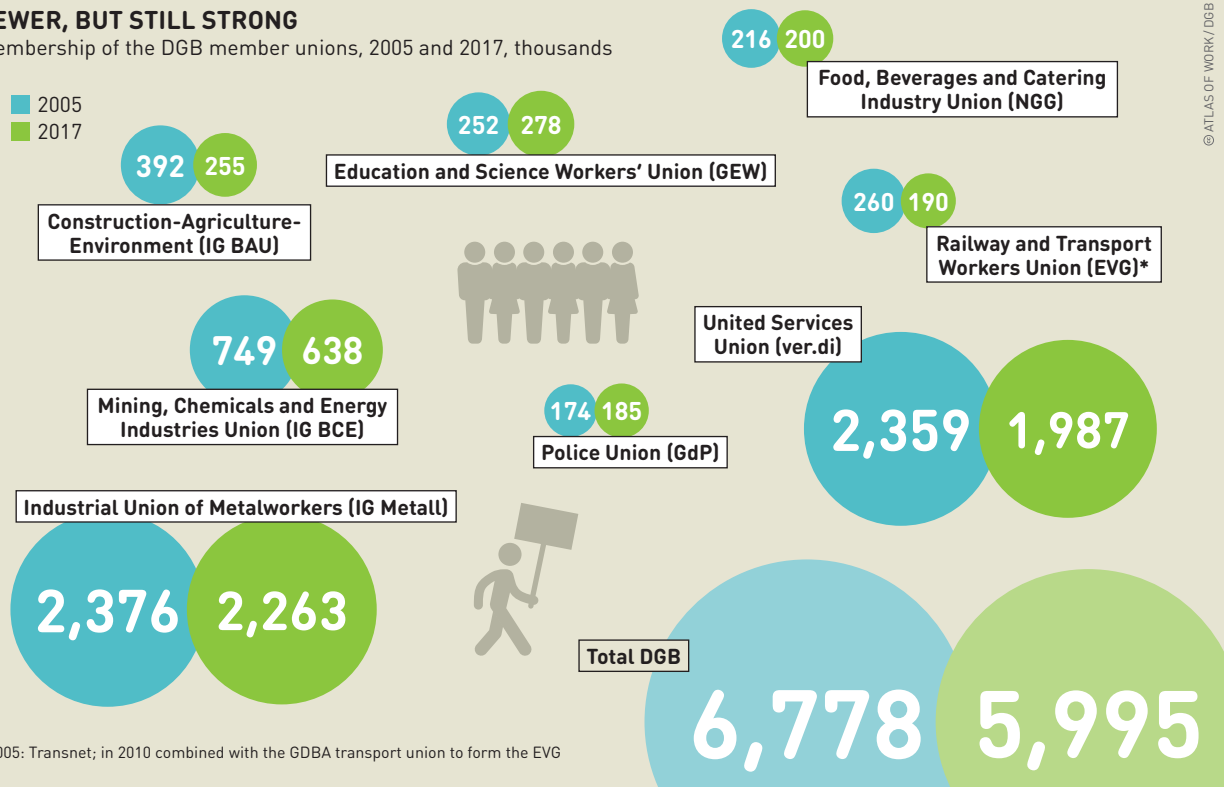 EWER, BUT STILL STRONG
embership of the DGB member unions, 2005 and 2017, thousands
2005
2017
216 200
Food, Beverages and Catering
Industry Union (NGG)
© ATLAS OF WORK / DGB
252 278
Education and Science Workers’ Union (GEW)
392 255
Construction-Agriculture-
Environment (IG BAU)
260 190
Railway and Transport
Workers Union (EVG)*
749 638
Mining, Chemicals and Energy
Industries Union (IG BCE)
United Services
Union (ver.di)
2,359 1,987
174 185
Police Union (GdP)
Industrial Union of Metalworkers (IG Metall)
2,376 2,263
Total DGB
6,778 5,995
005: Transnet; in 2010 combined with the GDBA transport union to form the EVG